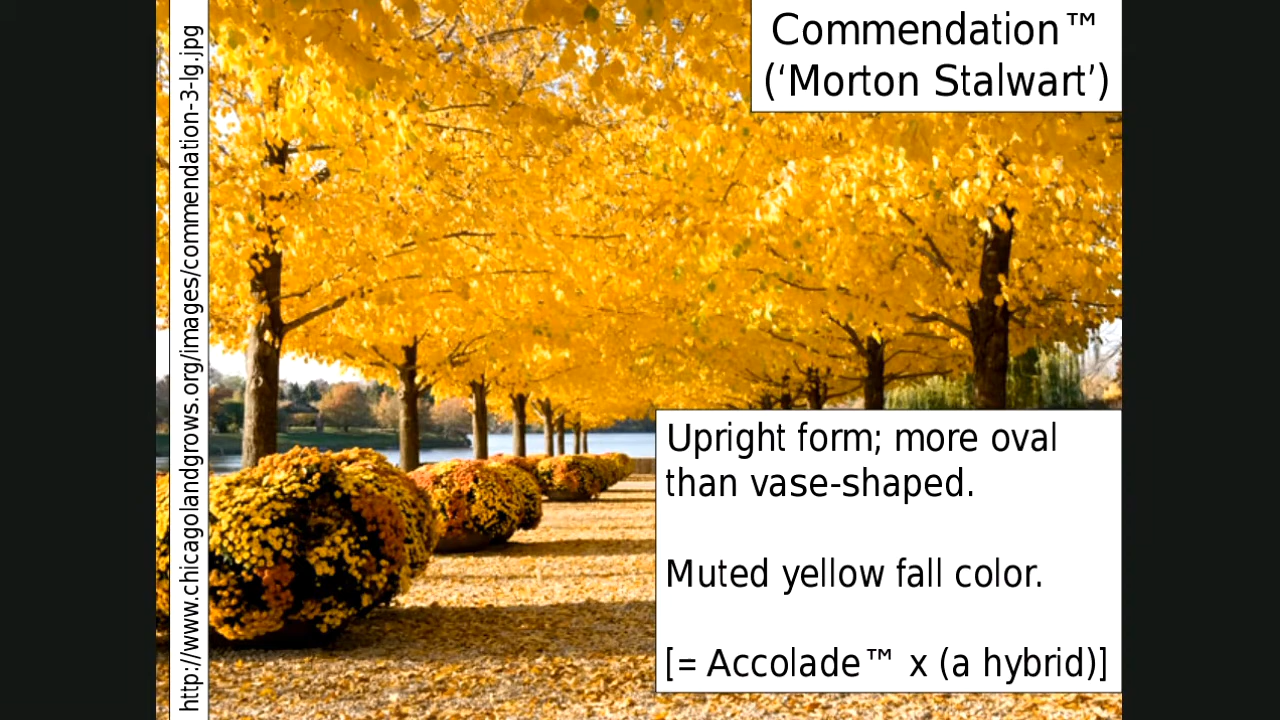 Commendation™
(‘Morton Stalwart’)
http://www.chicagolandgrows.org/images/commendation-3-lg.jpg
Upright form; more oval
than vase-shaped.
Muted yellow fall color.
[= Accolade™ x (a hybrid)]